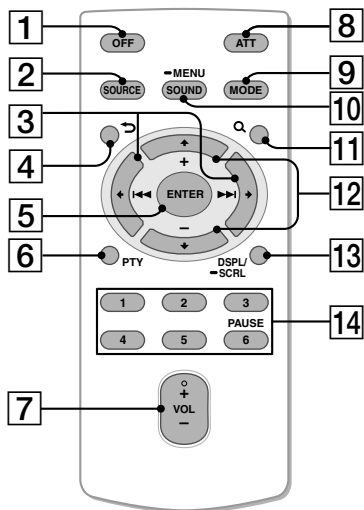 1 OFF ATT 8
– MENU
2 SOURCE SOUND MODE 9
3 10
4 11
+
5 ENTER 12
–
6 PTY DSPL/ –SCRL 13
1 2 3
PAUSE 14
4 5 6
+
7 VOL
–